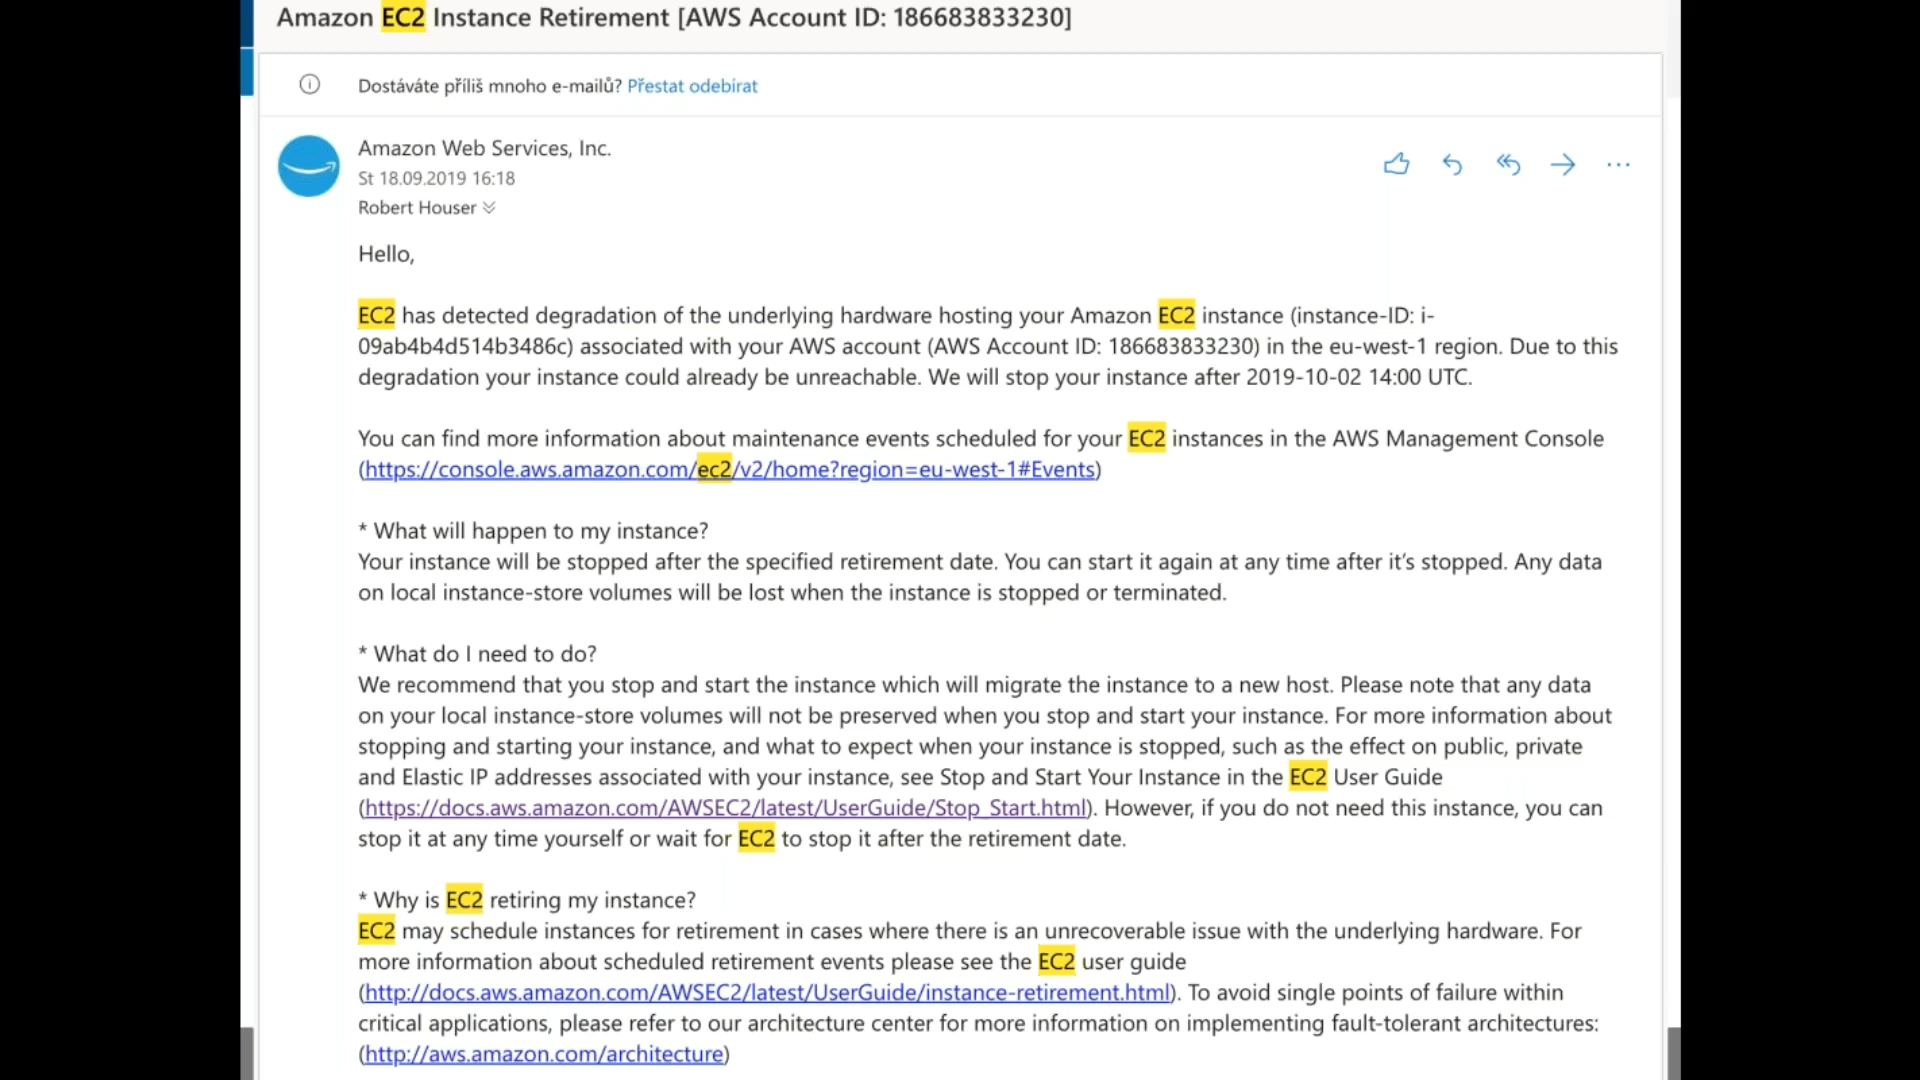 Amazon EC2 Instance Retirement [AWS Account ID: 186683833230]
Dostáváte příliš mnoho e-mailů? Přestat odebírat
Amazon Web Services, Inc.
St 18.09.2019 16:18
Robert Houser
Hello,
EC2 has detected degradation of the underlying hardware hosting your Amazon EC2 instance (instance-ID: i-
09ab4b4d514b3486c) associated with your AWS account (AWS Account ID: 186683833230) in the eu-west-1 region. Due to this
degradation your instance could already be unreachable. We will stop your instance after 2019-10-02 14:00 UTC.
You can find more information about maintenance events scheduled for your EC2 instances in the AWS Management Console
(https://console.aws.amazon.com/ec2/v2/home?region=eu-west-1#Events)
* What will happen to my instance?
Your instance will be stopped after the specified retirement date. You can start it again at any time after it’s stopped. Any data
on local instance-store volumes will be lost when the instance is stopped or terminated.
* What do I need to do?
We recommend that you stop and start the instance which will migrate the instance to a new host. Please note that any data
on your local instance-store volumes will not be preserved when you stop and start your instance. For more information about
stopping and starting your instance, and what to expect when your instance is stopped, such as the effect on public, private
and Elastic IP addresses associated with your instance, see Stop and Start Your Instance in the EC2 User Guide
(https://docs.aws.amazon.com/AWSEC2/latest/UserGuide/Stop_Start.html). However, if you do not need this instance, you can
stop it at any time yourself or wait for EC2 to stop it after the retirement date.
* Why is EC2 retiring my instance?
EC2 may schedule instances for retirement in cases where there is an unrecoverable issue with the underlying hardware. For
more information about scheduled retirement events please see the EC2 user guide
(http://docs.aws.amazon.com/AWSEC2/latest/UserGuide/instance-retirement.html). To avoid single points of failure within
critical applications, please refer to our architecture center for more information on implementing fault-tolerant architectures:
(http://aws.amazon.com/architecture)